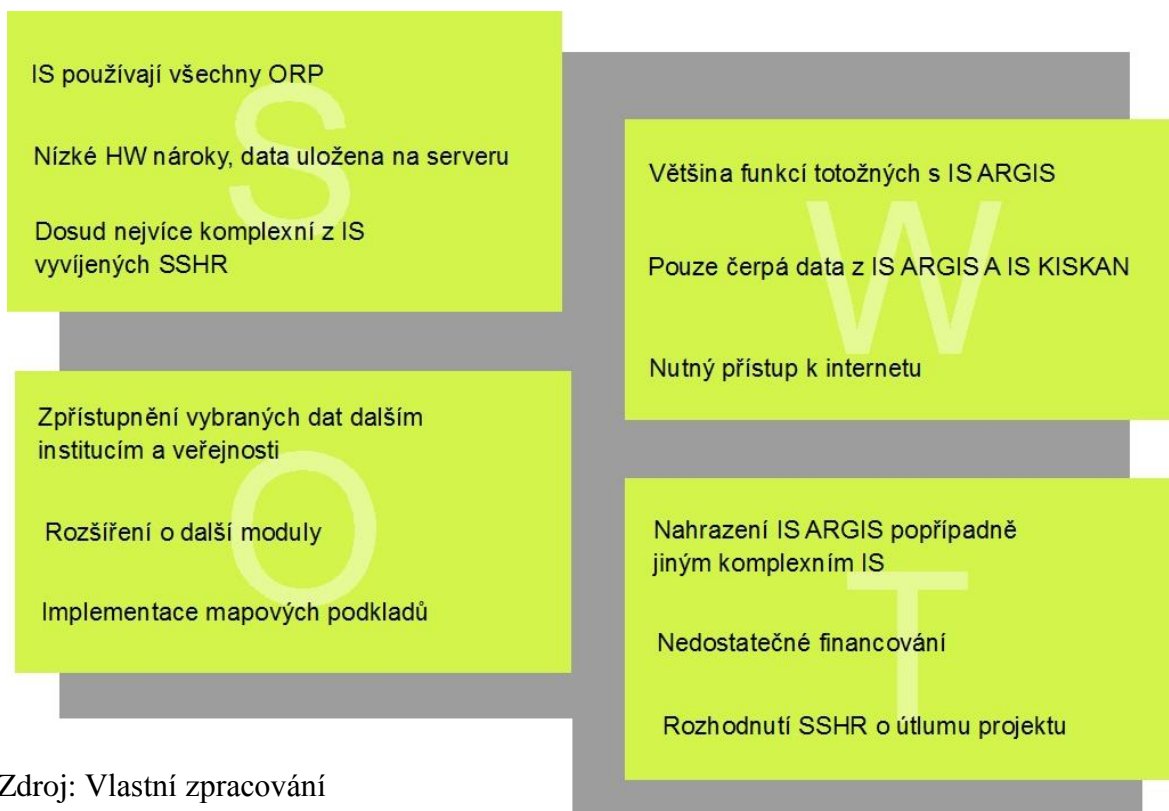 S
IS používají všechny ORP
Nízké HW nároky, data uložena na serveru
Dosud nejvíce komplexní z IS
vyvíjených SSHR
W
Většina funkcí totožných s IS ARGIS
Pouze čerpá data z IS ARGIS A IS KISKAN
Nutný přístup k internetu
O
Zpřístupnění vybraných dat dalším
institucím a veřejnosti
Rozšíření o další moduly
Implementace mapových podkladů
T
Nahrazení IS ARGIS popřípadně
jiným komplexním IS
Nedostatečné financování
Rozhodnutí SSHR o útlumu projektu
Zdroj: Vlastní zpracování